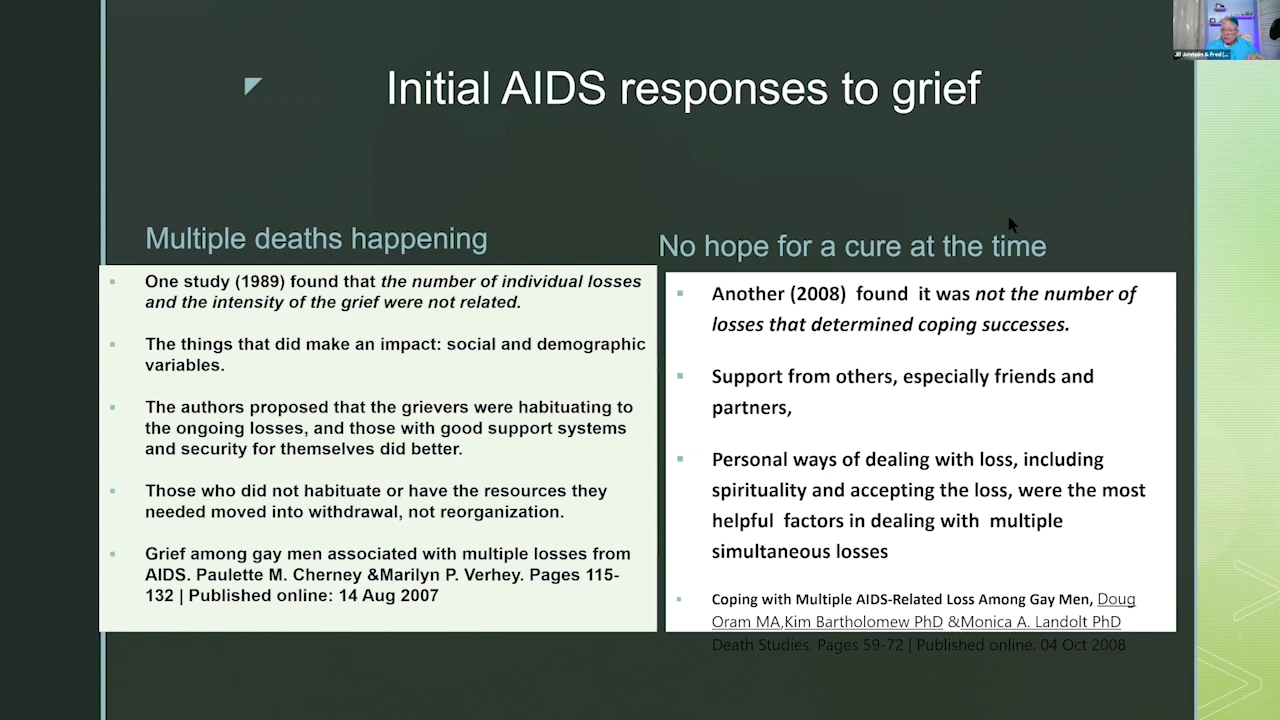 Jill Johnson & Fred (...
Initial AIDS responses to grief
Multiple deaths happening
One study (1989) found that the number of individual losses
and the intensity of the grief were not related.
The things that did make an impact: social and demographic
variables.
The authors proposed that the grievers were habituating to
the ongoing losses, and those with good support systems
and security for themselves did better.
Those who did not habituate or have the resources they
needed moved into withdrawal, not reorganization.
Grief among gay men associated with multiple losses from
AIDS. Paulette M. Cherney &Marilyn P. Verhey. Pages 115-
132 | Published online: 14 Aug 2007
No hope for a cure at the time
Another (2008) found it was not the number of
losses that determined coping successes.
Support from others, especially friends and
partners,
Personal ways of dealing with loss, including
spirituality and accepting the loss, were the most
helpful factors in dealing with multiple
simultaneous losses
Coping with Multiple AIDS-Related Loss Among Gay Men, Doug
Oram MA,Kim Bartholomew PhD &Monica A. Landolt PhD
Death Studies. Pages 59-72 | Published online: 04 Oct 2008